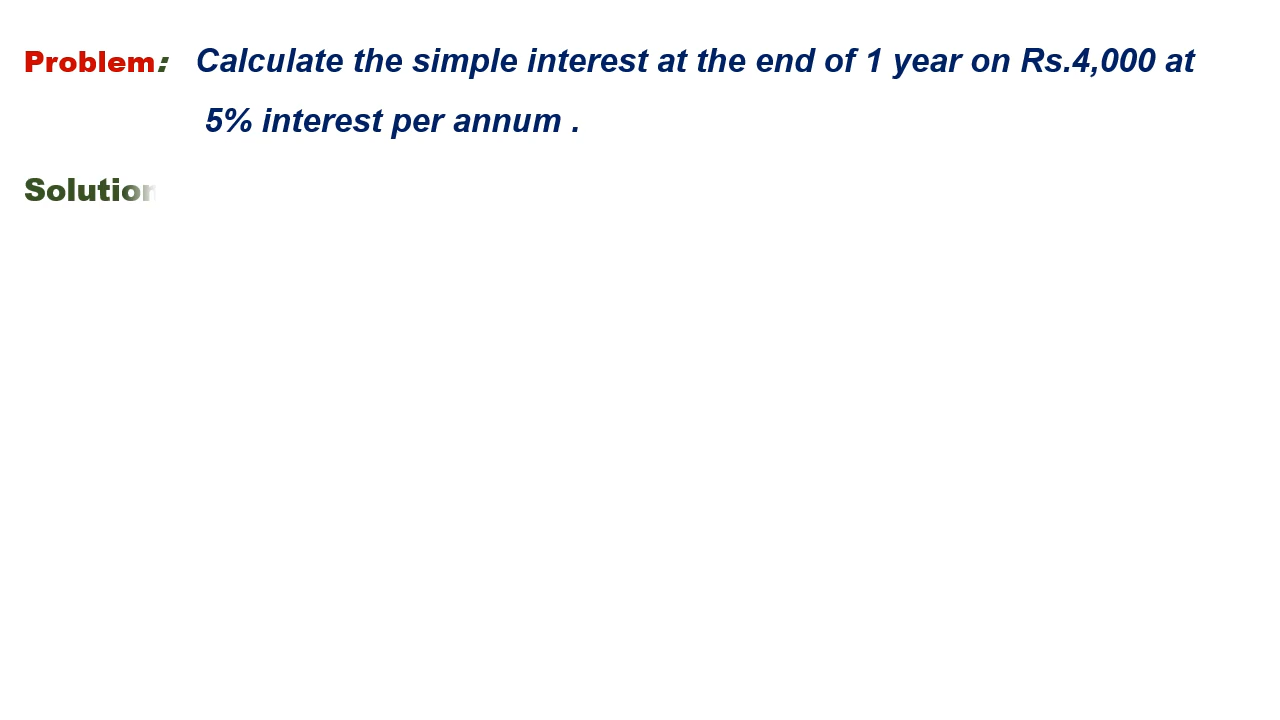 Problem: Calculate the simple interest at the end of 1 year on Rs.4,000 at
5% interest per annum .
Solution